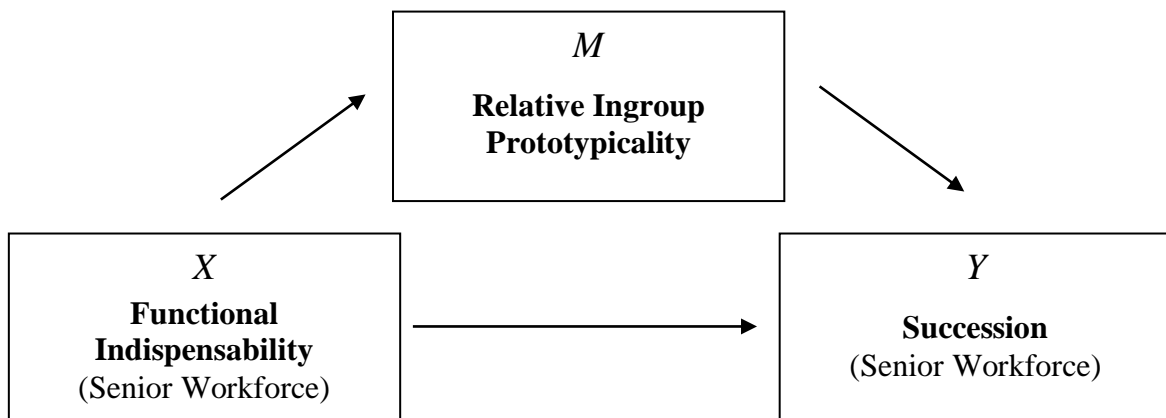 M
Relative Ingroup
Prototypicality
X
Functional
Indispensability
(Senior Workforce)
Y
Succession
(Senior Workforce)